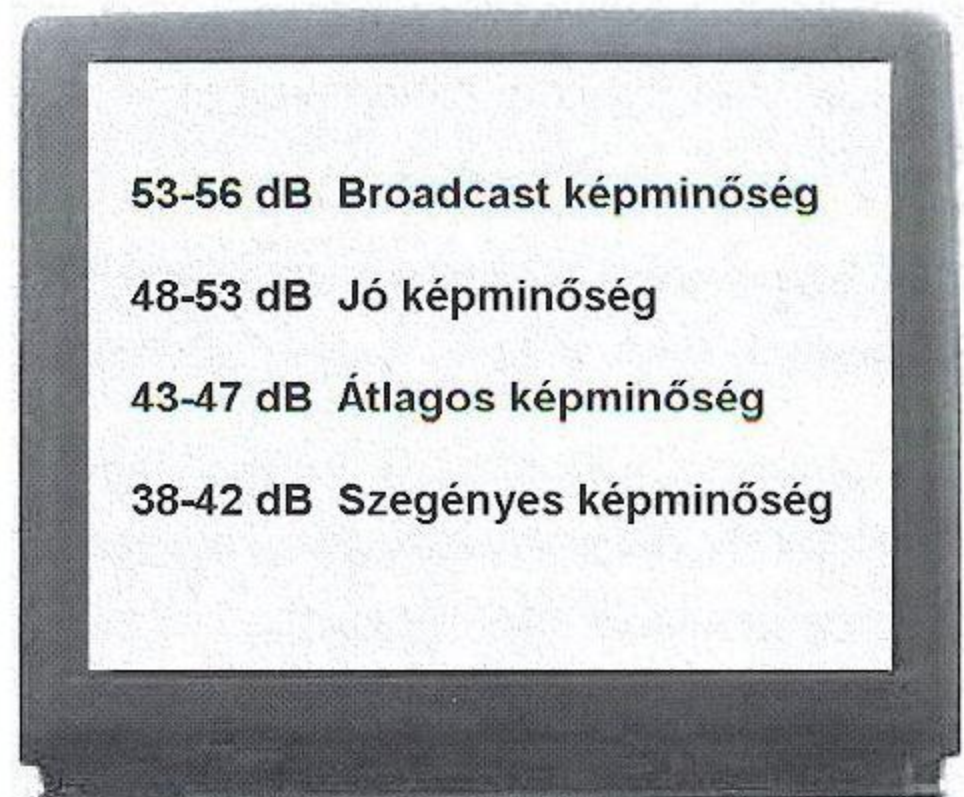 53-56 dB Broadcast képminőség
48-53 dB Jó képminőség
43-47 dB Átlagos képminőség
38-42 dB Szegényes képminőség